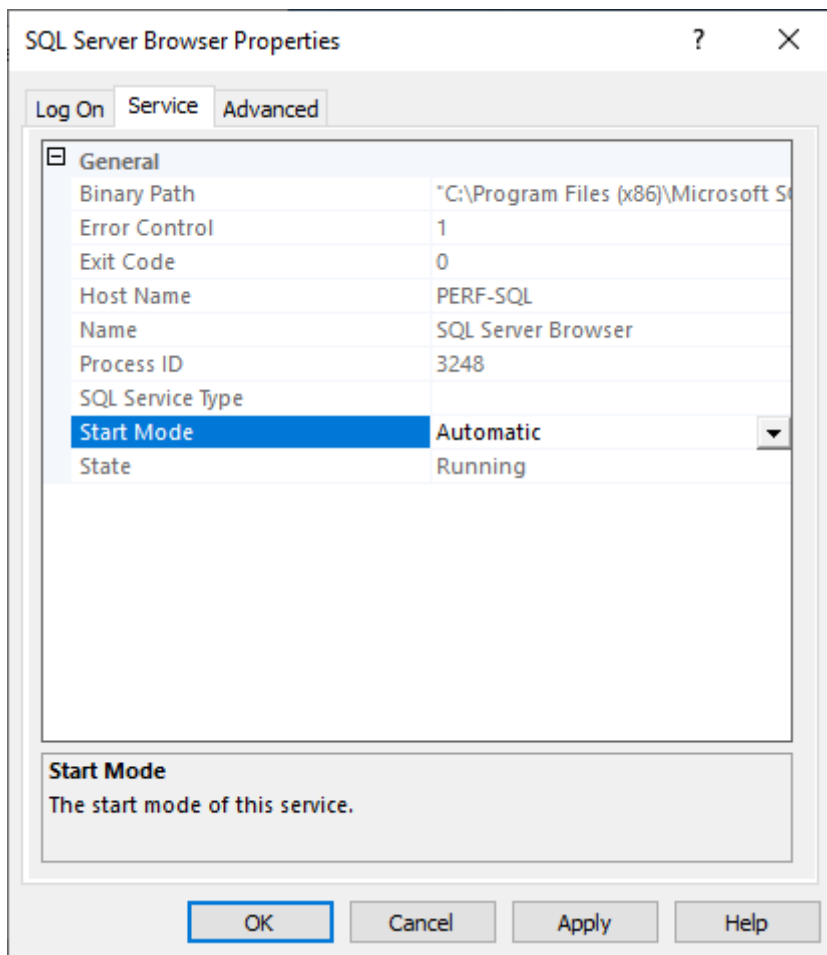 SQL Server Browser Properties ?
Log On Service Advanced
General
Binary Path "C:\Program Files (x86)\Microsoft
Error Control 1
Exit Code 0
Host Name PERF-SQL
Name SQL Server Browser
Process ID 3248
SQL Service Type
Start Mode Automatic
State Running
Start Mode
The start mode of this service.
OK Cancel Apply Help